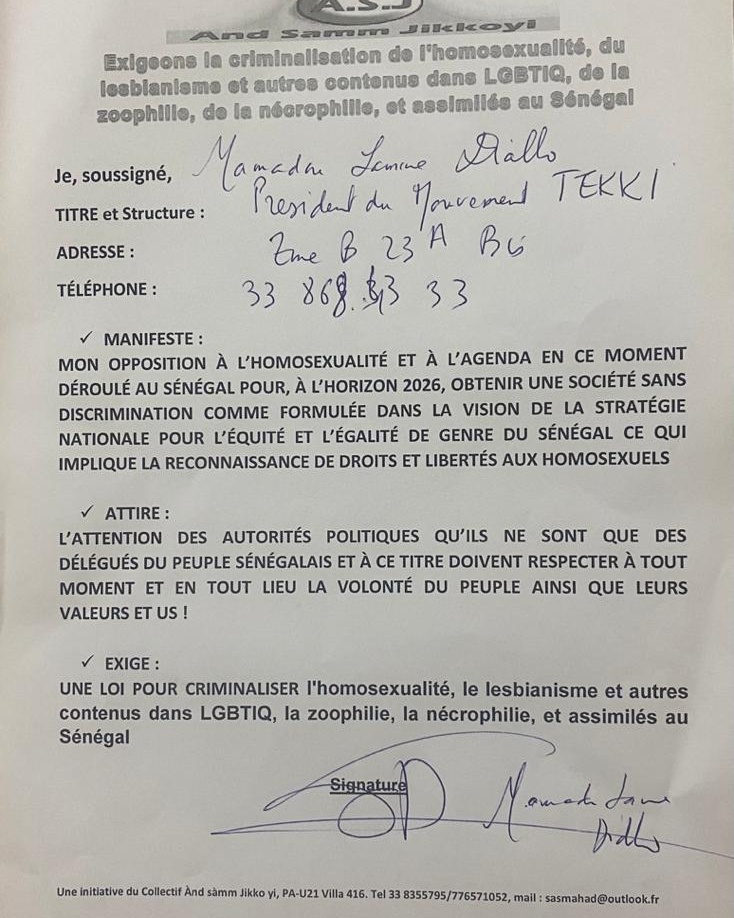 A.S.J
And Samm Jikkoyi
Exigeons la criminalisation de l'homosexualité, du
lesbianisme et autres contenus dans LGBTIQ, de la
zoophilie, de la nécrophilie, et assimilés au Sénégal
Je, soussigné, Mamadou Lamine Diallo
TITRE et Structure : President du Mouvement TEKKI
ADRESSE : Zone B 23 A
TÉLÉPHONE : 33 868 33
✓ MANIFESTE :
MON OPPOSITION À L'HOMOSEXUALITÉ ET À L'AGENDA EN CE MOMENT
DÉROULÉ AU SÉNÉGAL POUR, À L'HORIZON 2026, OBTENIR UNE SOCIÉTÉ SANS
DISCRIMINATION COMME FORMULÉE DANS LA VISION DE LA STRATÉGIE
NATIONALE POUR L'ÉQUITÉ ET L'ÉGALITÉ DE GENRE DU SÉNÉGAL CE QUI
IMPLIQUE LA RECONNAISSANCE DE DROITS ET LIBERTÉS AUX HOMOSEXUELS
✓ ATTIRE :
L'ATTENTION DES AUTORITÉS POLITIQUES QU'ILS NE SONT QUE DES
DÉLÉGUÉS DU PEUPLE SÉNÉGALAIS ET À CE TITRE DOIVENT RESPECTER À TOUT
MOMENT ET EN TOUT LIEU LA VOLONTÉ DU PEUPLE AINSI QUE LEURS
VALEURS ET US !
✓ EXIGE :
UNE LOI POUR CRIMINALISER l'homosexualité, le lesbianisme et autres
contenus dans LGBTIQ, la zoophilie, la nécrophilie, et assimilés au
Sénégal
Signature Mamadou Lamine
Diallo
Une initiative du Collectif Ànd sàmm Jikko yi, PA-U21 Villa 416. Tel 33 8355795/776571052, mail : sasmahad@outlook.fr